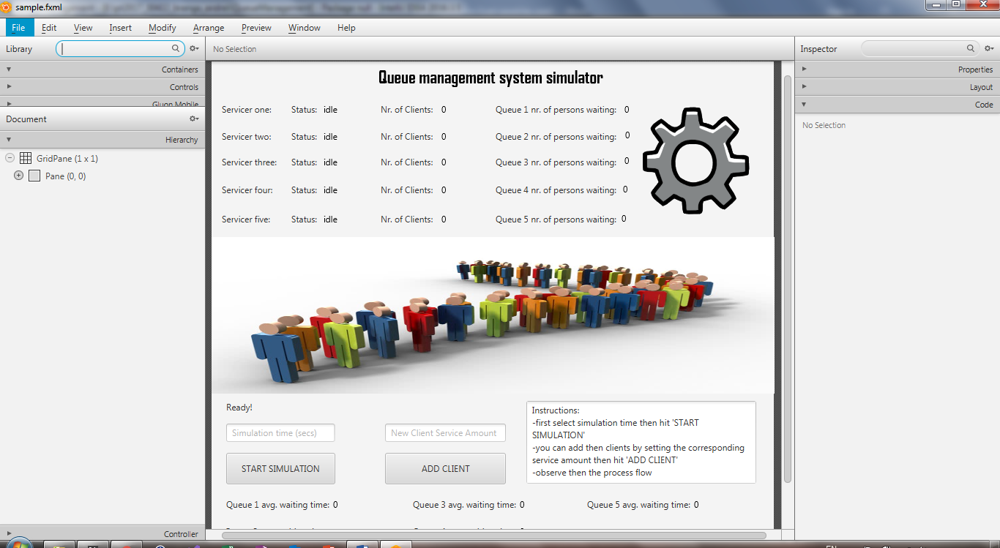 sample.fxml
File Edit View Insert Modify Arrange Preview Window Help
Library
No Selection
Inspector
Containers
Controls
Gluon Mobile
Document
Hierarchy
GridPane (1 x 1)
Pane (0, 0)
Controller
Queue management system simulator
Servicer one: Status: idle Nr. of Clients: 0 Queue 1 nr. of persons waiting: 0
Servicer two: Status: idle Nr. of Clients: 0 Queue 2 nr. of persons waiting: 0
Servicer three: Status: idle Nr. of Clients: 0 Queue 3 nr. of persons waiting: 0
Servicer four: Status: idle Nr. of Clients: 0 Queue 4 nr. of persons waiting: 0
Servicer five: Status: idle Nr. of Clients: 0 Queue 5 nr. of persons waiting: 0
Ready!
Simulation time (secs)
New Client Service Amount
START SIMULATION
ADD CLIENT
Instructions:
-first select simulation time then hit 'START
SIMULATION'
-you can add then clients by setting the corresponding
service amount then hit 'ADD CLIENT'
-observe then the process flow
Queue 1 avg. waiting time: 0 Queue 3 avg. waiting time: 0 Queue 5 avg. waiting time: 0
Properties
Layout
Code
No Selection